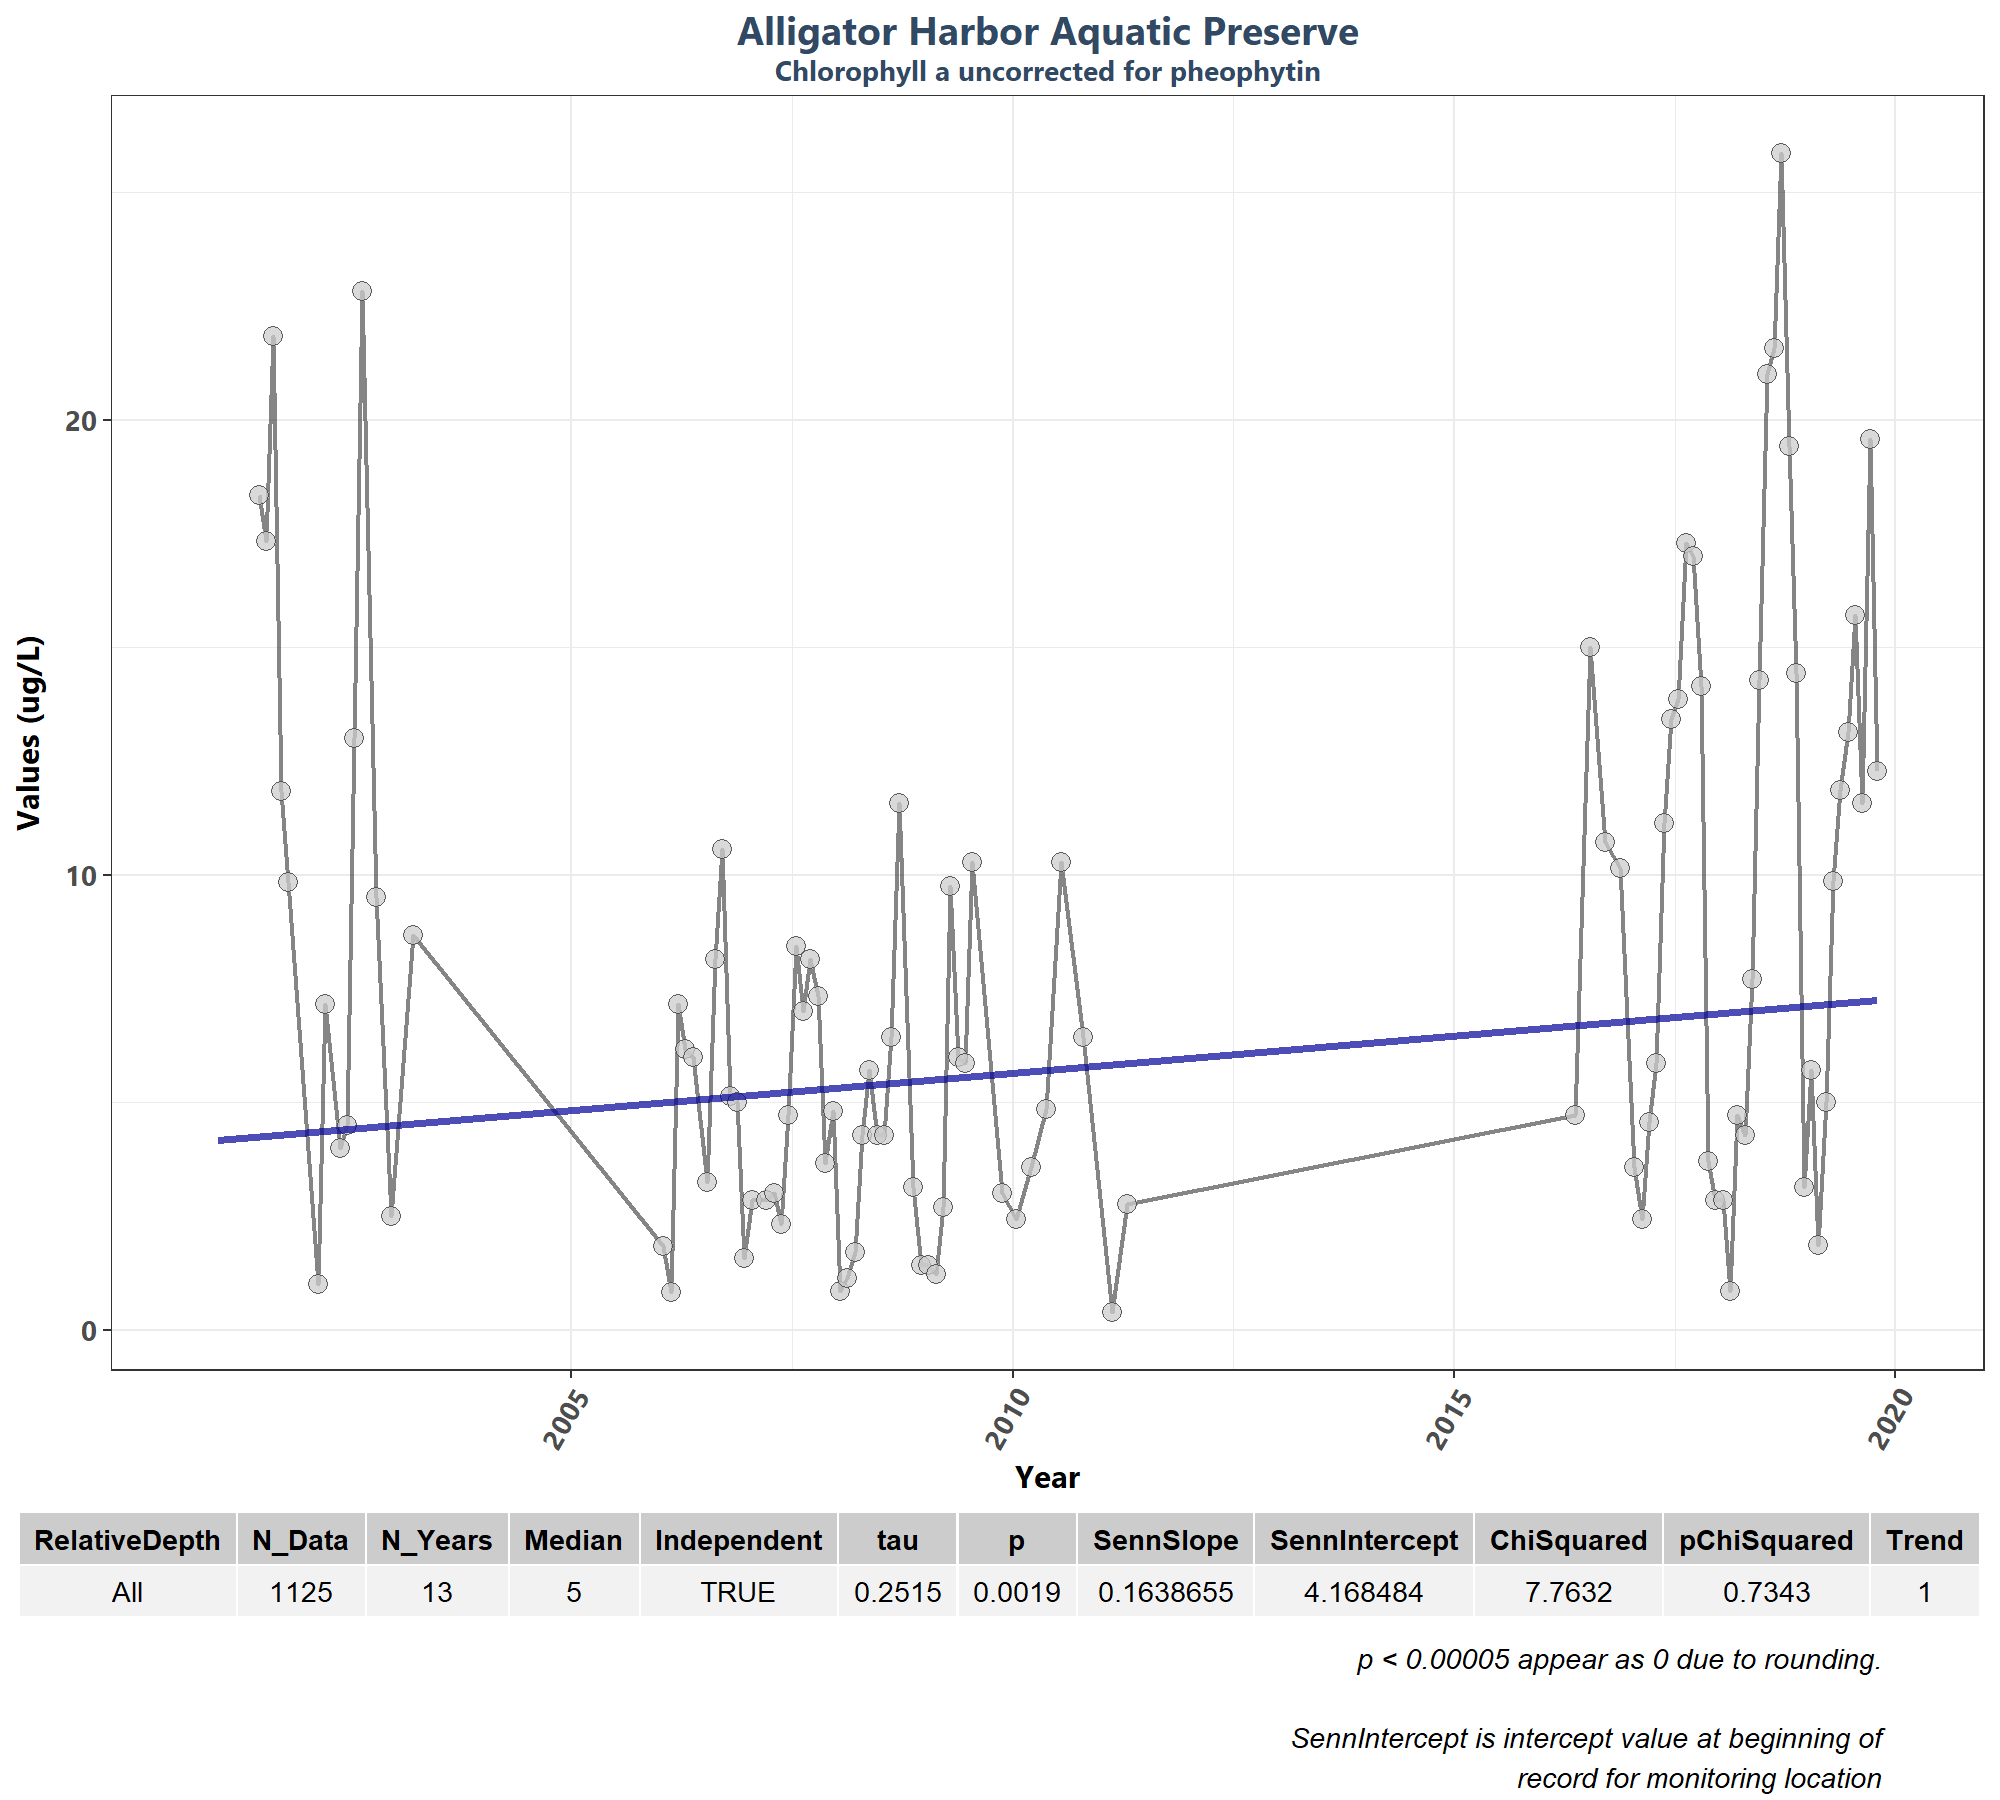 Alligator Harbor Aquatic Preserve
Chlorophyll a uncorrected for pheophytin
Values (ug/L)
20
10
0
2005 2010 2015 2020
Year
RelativeDepth N_Data N_Years Median Independent tau p SennSlope SennIntercept ChiSquared pChiSquared Trend
All 1125 13 5 TRUE 0.2515 0.0019 0.1638655 4.168484 7.7632 0.7343 1
p < 0.00005 appear as 0 due to rounding.
SennIntercept is intercept value at beginning of
record for monitoring location